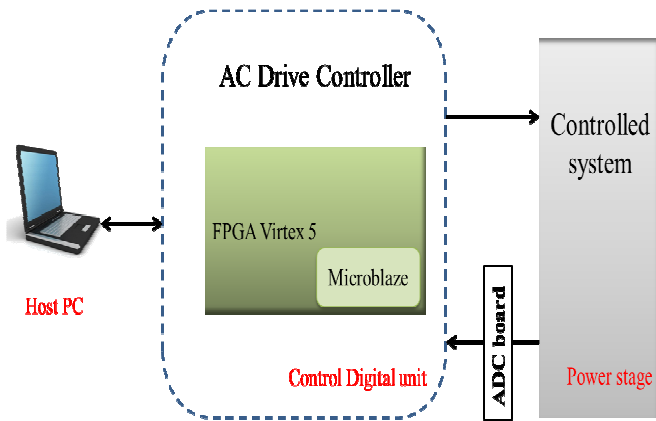 AC Drive Controller
Controlled
system
FPGA Virtex 5
Microblaze
Host PC
ADC board
Control Digital unit
Power stage